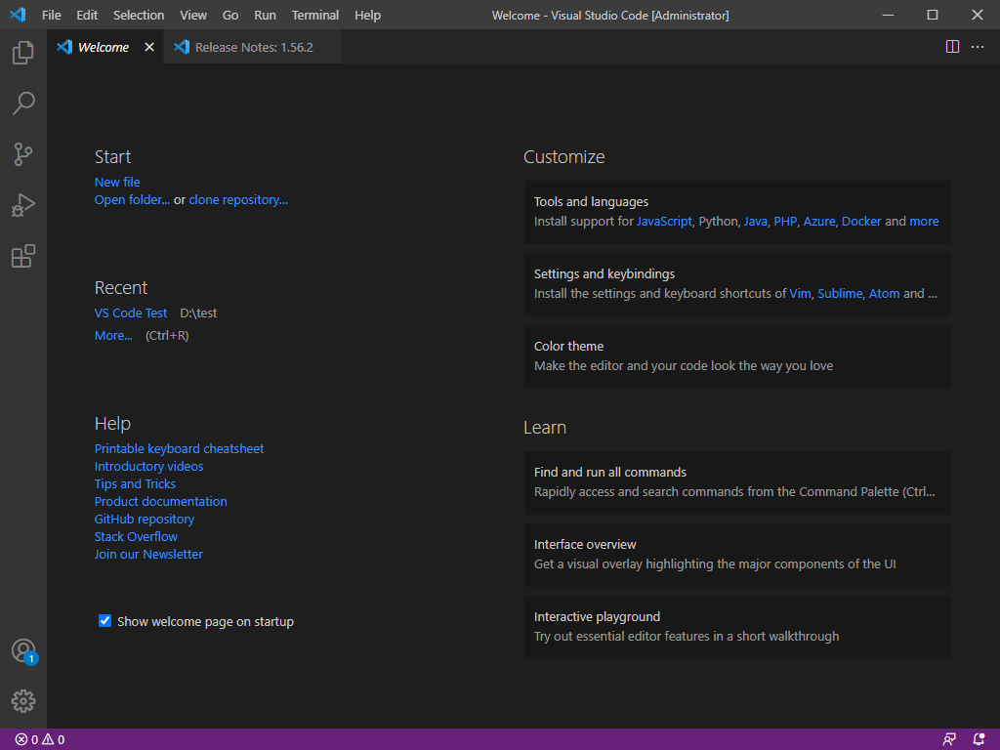 File Edit Selection View Go Run Terminal Help Welcome - Visual Studio Code [Administrator]
Welcome Release Notes: 1.56.2
Start
New file
Open folder... or clone repository...
Recent
VS Code Test D:\test
More... (Ctrl+R)
Help
Printable keyboard cheatsheet
Introductory videos
Tips and Tricks
Product documentation
GitHub repository
Stack Overflow
Join our Newsletter
Show welcome page on startup
Customize
Tools and languages
Install support for JavaScript, Python, Java, PHP, Azure, Docker and more
Settings and keybindings
Install the settings and keyboard shortcuts of Vim, Sublime, Atom and ...
Color theme
Make the editor and your code look the way you love
Learn
Find and run all commands
Rapidly access and search commands from the Command Palette (Ctrl...
Interface overview
Get a visual overlay highlighting the major components of the UI
Interactive playground
Try out essential editor features in a short walkthrough
1
0 0